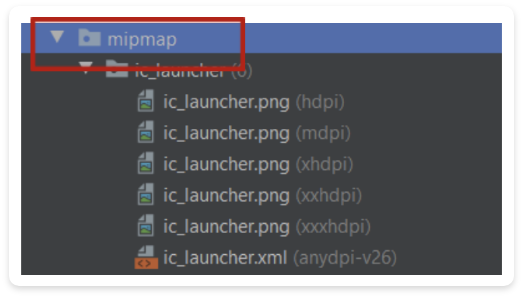 mipmap
ic_launcher (6)
ic_launcher.png (hdpi)
ic_launcher.png (mdpi)
ic_launcher.png (xhdpi)
ic_launcher.png (xxhdpi)
ic_launcher.png (xxxhdpi)
ic_launcher.xml (anydpi-v26)